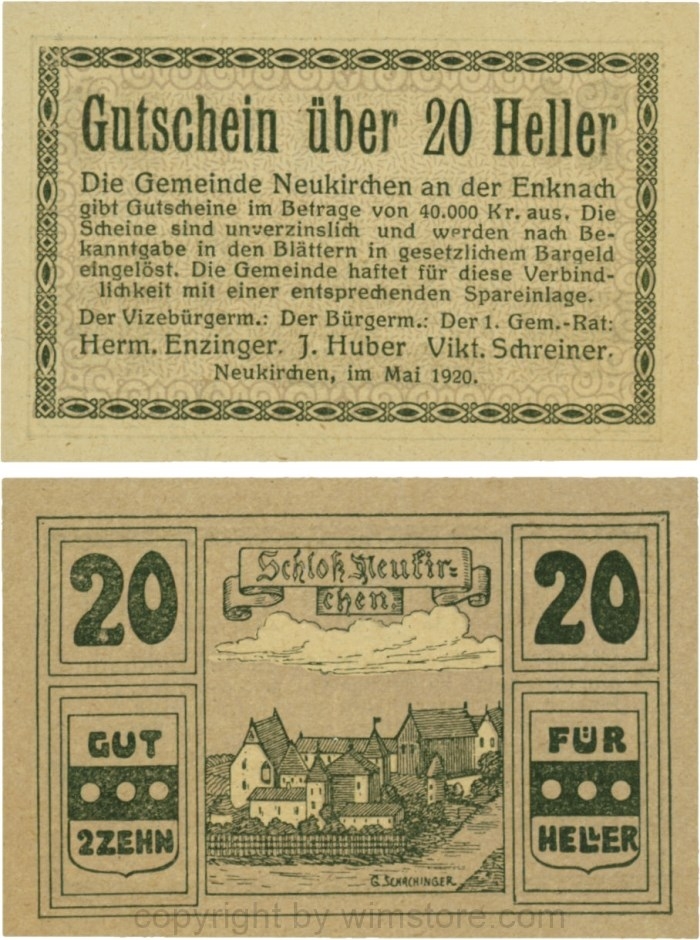 Gutschein über 20 Heller
Die Gemeinde Neukirchen an der Enknach
gibt Gutscheine im Betrage von 40.000 Kr. aus. Die
Scheine sind unverzinslich und werden nach Be-
kanntgabe in den Blättern in gesetzlichem Bargeld
eingelöst. Die Gemeinde haftet für diese Verbind-
lichkeit mit einer entsprechenden Spareinlage.
Der Vizebürgerm.: Der Bürgerm.: Der 1. Gem.-Rat:
Herm. Enzinger. J. Huber Vikt. Schreiner.
Neukirchen, im Mai 1920.
20
Schloß Neukir-
chen.
20
GUT
2ZEHN
FÜR
HELLER
G. SCHACHINGER
copyright by wimstore.com